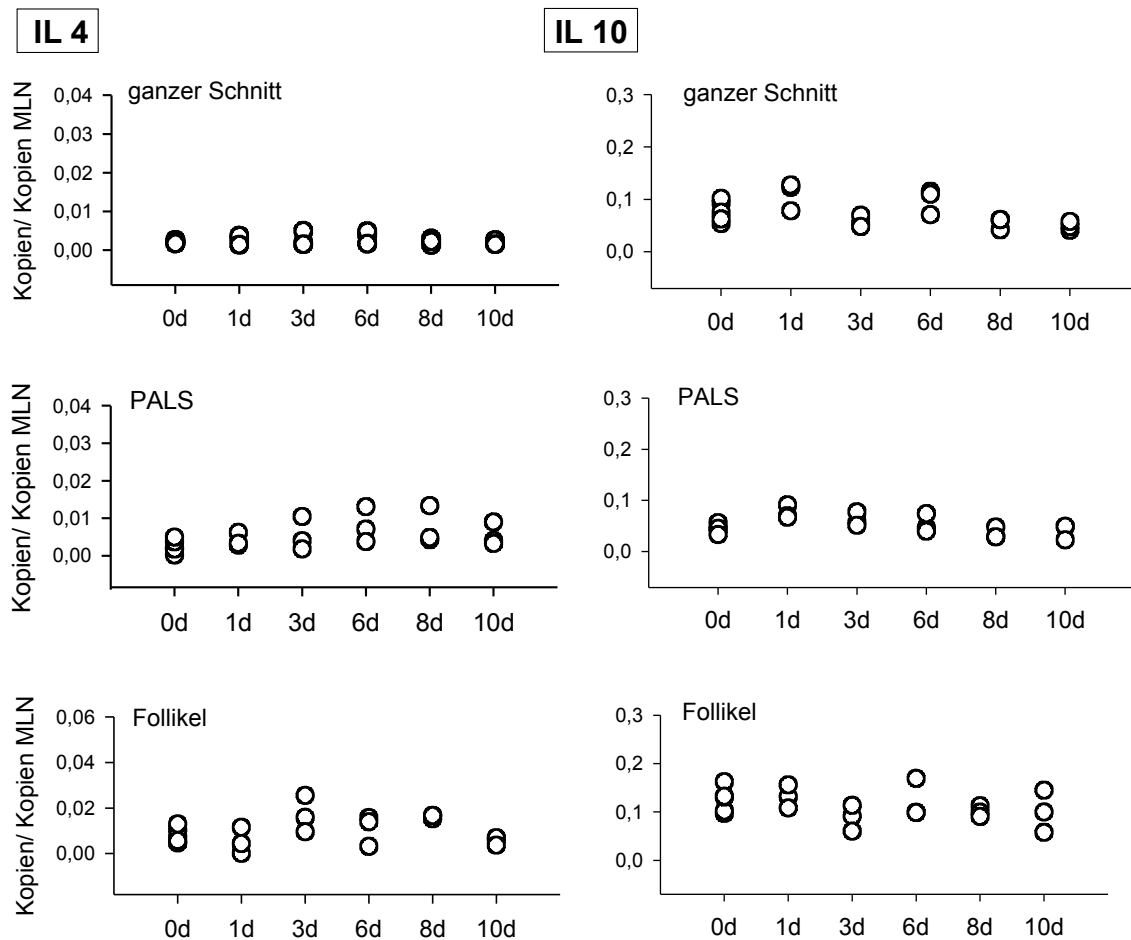 IL 4
IL 10
ganzer Schnitt
Kopien/ Kopien MLN
0,04
0,03
0,02
0,01
0,00
0d 1d 3d 6d 8d 10d
ganzer Schnitt
0,3
0,2
0,1
0,0
0d 1d 3d 6d 8d 10d
PALS
Kopien/ Kopien MLN
0,04
0,03
0,02
0,01
0,00
0d 1d 3d 6d 8d 10d
PALS
0,3
0,2
0,1
0,0
0d 1d 3d 6d 8d 10d
Follikel
Kopien/ Kopien MLN
0,06
0,04
0,02
0,00
0d 1d 3d 6d 8d 10d
Follikel
0,3
0,2
0,1
0,0
0d 1d 3d 6d 8d 10d